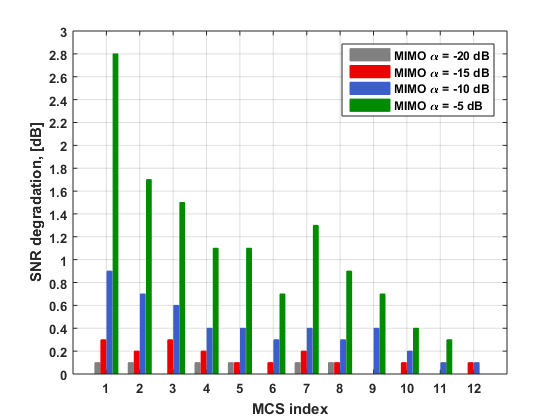 MIMO α = -20 dB
MIMO α = -15 dB
MIMO α = -10 dB
MIMO α = -5 dB
SNR degradation, [dB]
3
2.8
2.6
2.4
2.2
2
1.8
1.6
1.4
1.2
1
0.8
0.6
0.4
0.2
0
1 2 3 4 5 6 7 8 9 10 11 12
MCS index